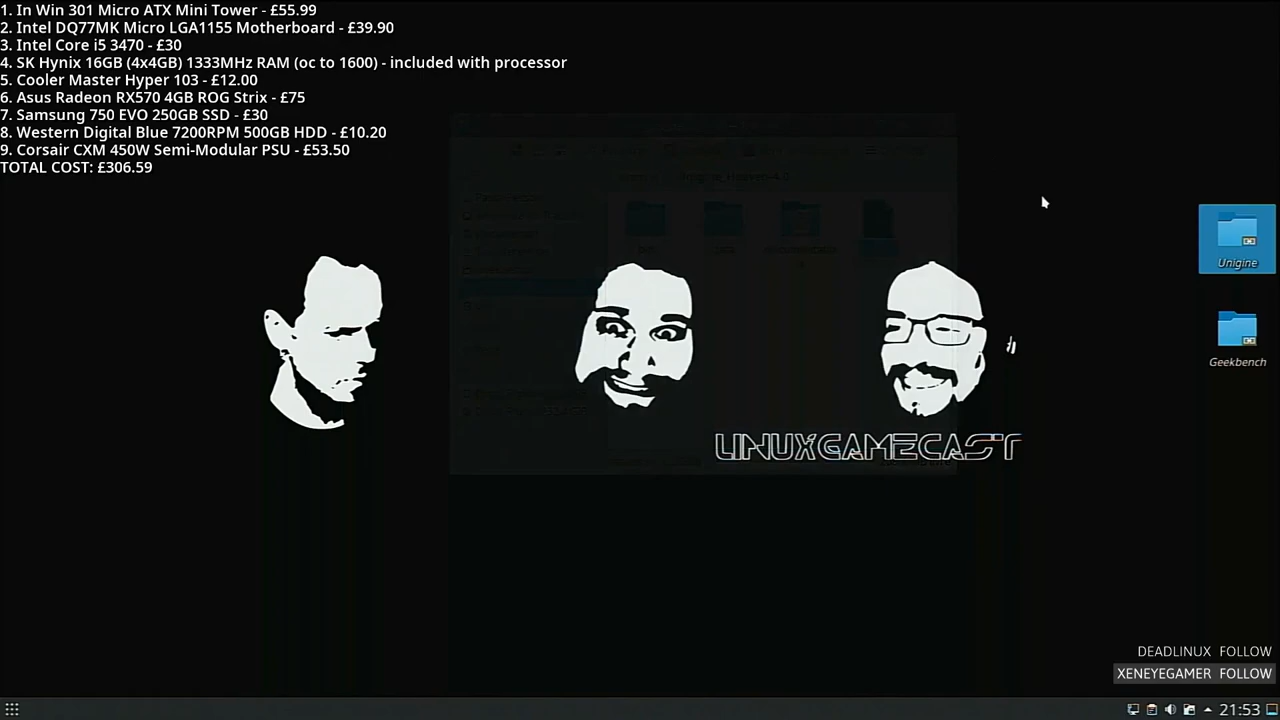 1. In Win 301 Micro ATX Mini Tower - £55.99
2. Intel DQ77MK Micro LGA1155 Motherboard - £39.90
3. Intel Core i5 3470 - £30
4. SK Hynix 16GB (4x4GB) 1333MHz RAM (oc to 1600) - included with processor
5. Cooler Master Hyper 103 - £12.00
6. Asus Radeon RX570 4GB ROG Strix - £75
7. Samsung 750 EVO 250GB SSD - £30
8. Western Digital Blue 7200RPM 500GB HDD - £10.20
9. Corsair CXM 450W Semi-Modular PSU - £53.50
TOTAL COST: £306.59
Unigine
Geekbench
LINUXGAMECAST
DEADLINUX FOLLOW
XENEYEGAMER FOLLOW
21:53